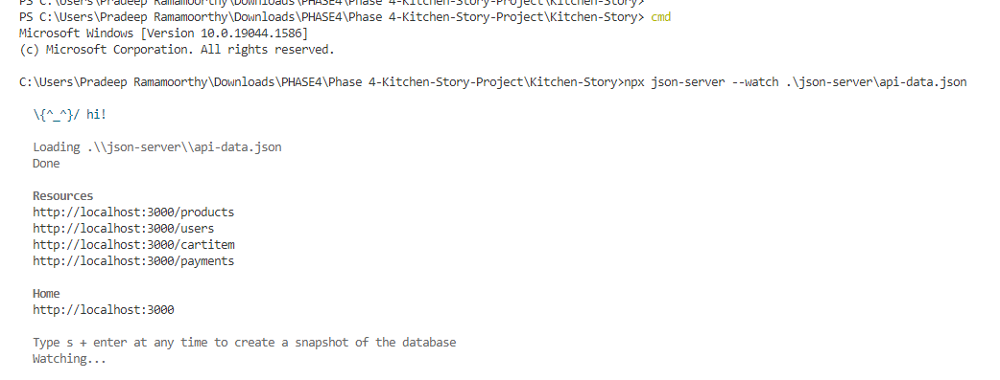 PS C:\Users\Pradeep Ramamoorthy\Downloads\PHASE4\Phase 4-Kitchen-Story-Project\Kitchen-Story>
PS C:\Users\Pradeep Ramamoorthy\Downloads\PHASE4\Phase 4-Kitchen-Story-Project\Kitchen-Story> cmd
Microsoft Windows [Version 10.0.19044.1586]
(c) Microsoft Corporation. All rights reserved.
C:\Users\Pradeep Ramamoorthy\Downloads\PHASE4\Phase 4-Kitchen-Story-Project\Kitchen-Story>npx json-server --watch .\json-server\api-data.json
\{^_^}/ hi!
Loading .\\json-server\\api-data.json
Done
Resources
http://localhost:3000/products
http://localhost:3000/users
http://localhost:3000/cartitem
http://localhost:3000/payments
Home
http://localhost:3000
Type s + enter at any time to create a snapshot of the database
Watching...